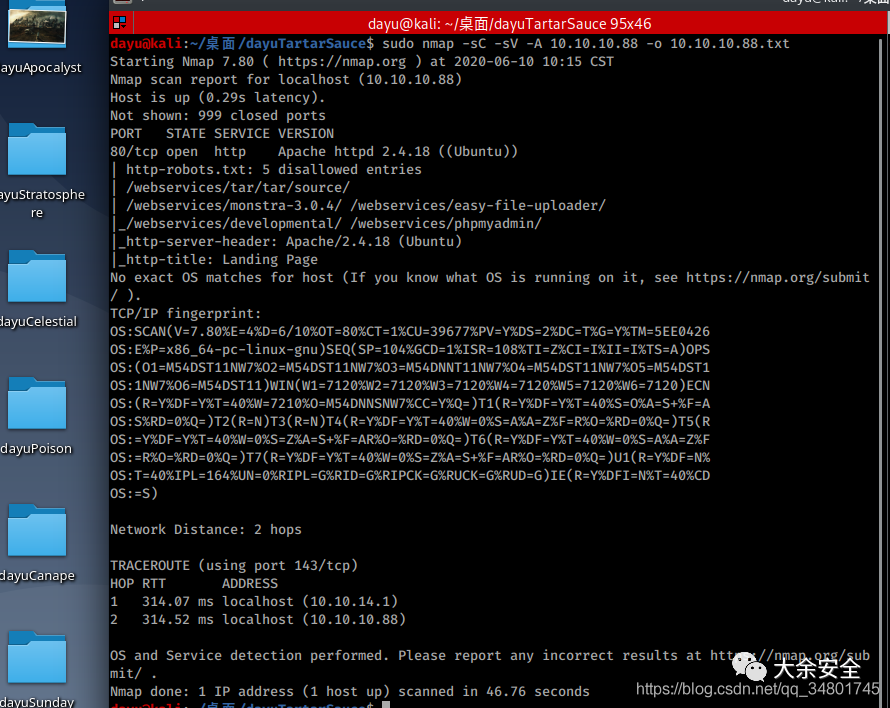 dayu@kali: ~/桌面/dayuTartarSauce 95x46
dayu@kali:~/桌面/dayuTartarSauce$ sudo nmap -sC -sV -A 10.10.10.88 -o 10.10.10.88.txt
Starting Nmap 7.80 ( https://nmap.org ) at 2020-06-10 10:15 CST
Nmap scan report for localhost (10.10.10.88)
Host is up (0.29s latency).
Not shown: 999 closed ports
PORT   STATE SERVICE VERSION
80/tcp open  http    Apache httpd 2.4.18 ((Ubuntu))
| http-robots.txt: 5 disallowed entries
| /webservices/tar/tar/source/
| /webservices/monstra-3.0.4/ /webservices/easy-file-uploader/
|_/webservices/developmental/ /webservices/phpmyadmin/
|_http-server-header: Apache/2.4.18 (Ubuntu)
|_http-title: Landing Page
No exact OS matches for host (If you know what OS is running on it, see https://nmap.org/submit
/ ).
TCP/IP fingerprint:
OS:SCAN(V=7.80%E=4%D=6/10%OT=80%CT=1%CU=39677%PV=Y%DS=2%DC=T%G=Y%TM=5EE0426
OS:E%P=x86_64-pc-linux-gnu)SEQ(SP=104%GCD=1%ISR=108%TI=Z%CI=I%II=I%TS=A)OPS
OS:(O1=M54DST11NW7%O2=M54DST11NW7%O3=M54DNNT11NW7%O4=M54DST11NW7%O5=M54DST1
OS:1NW7%O6=M54DST11)WIN(W1=7120%W2=7120%W3=7120%W4=7120%W5=7120%W6=7120)ECN
OS:(R=Y%DF=Y%T=40%W=7210%O=M54DNNSNW7%CC=Y%Q=)T1(R=Y%DF=Y%T=40%S=O%A=S+%F=A
OS:S%RD=0%Q=)T2(R=N)T3(R=N)T4(R=Y%DF=Y%T=40%W=0%S=A%A=Z%F=R%O=%RD=0%Q=)T5(R
OS:=Y%DF=Y%T=40%W=0%S=Z%A=S+%F=AR%O=%RD=0%Q=)T6(R=Y%DF=Y%T=40%W=0%S=A%A=Z%F
OS:=R%O=%RD=0%Q=)T7(R=Y%DF=Y%T=40%W=0%S=Z%A=S+%F=AR%O=%RD=0%Q=)U1(R=Y%DF=N%
OS:T=40%IPL=164%UN=0%RIPL=G%RID=G%RIPCK=G%RUCK=G%RUD=G)IE(R=Y%DFI=N%T=40%CD
OS:=S)
Network Distance: 2 hops
TRACEROUTE (using port 143/tcp)
HOP RTT       ADDRESS
1   314.07 ms localhost (10.10.14.1)
2   314.52 ms localhost (10.10.10.88)
OS and Service detection performed. Please report any incorrect results at https://nmap.org/sub
mit/ .
Nmap done: 1 IP address (1 host up) scanned in 46.76 seconds
dayu@kali:~/桌面/dayuTartarSauce$
ayuApocalyst
ayuStratosphe
re
dayuCelestial
dayuPoison
dayuCanape
dayuSunday
大余安全
https://blog.csdn.net/qq_34801745